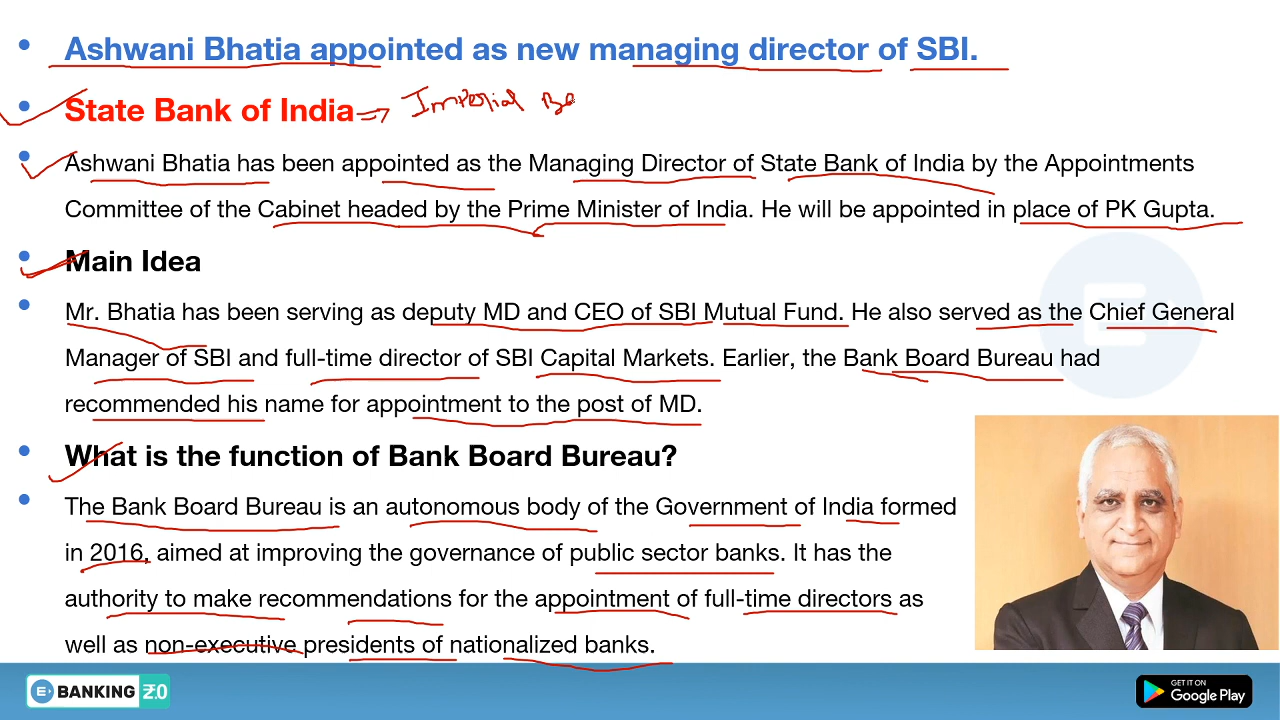 Ashwani Bhatia appointed as new managing director of SBI.
State Bank of India → Imperial Ba
Ashwani Bhatia has been appointed as the Managing Director of State Bank of India by the Appointments
Committee of the Cabinet headed by the Prime Minister of India. He will be appointed in place of PK Gupta.
Main Idea
Mr. Bhatia has been serving as deputy MD and CEO of SBI Mutual Fund. He also served as the Chief General
Manager of SBI and full-time director of SBI Capital Markets. Earlier, the Bank Board Bureau had
recommended his name for appointment to the post of MD.
What is the function of Bank Board Bureau?
The Bank Board Bureau is an autonomous body of the Government of India formed
in 2016, aimed at improving the governance of public sector banks. It has the
authority to make recommendations for the appointment of full-time directors as
well as non-executive presidents of nationalized banks.
E BANKING ₹2.0
GET IT ON
Google Play